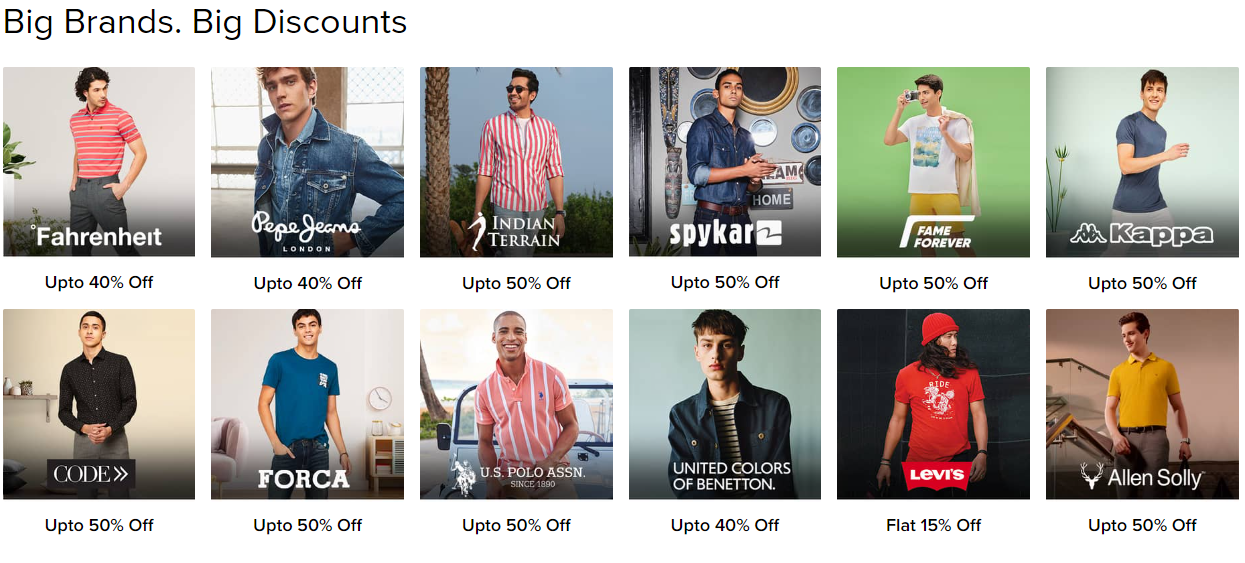 Big Brands. Big Discounts
°Fahrenheit
Pepe Jeans
LONDON
INDIAN
TERRAIN
spykar
HOME
FAME
FOREVER
Kappa
Upto 40% Off
Upto 40% Off
Upto 50% Off
Upto 50% Off
Upto 50% Off
Upto 50% Off
CODE
FORCA
U.S. POLO ASSN.
SINCE 1890
UNITED COLORS
OF BENETTON.
RIDE
LEVI'S
Allen Solly
Upto 50% Off
Upto 50% Off
Upto 50% Off
Upto 40% Off
Flat 15% Off
Upto 50% Off